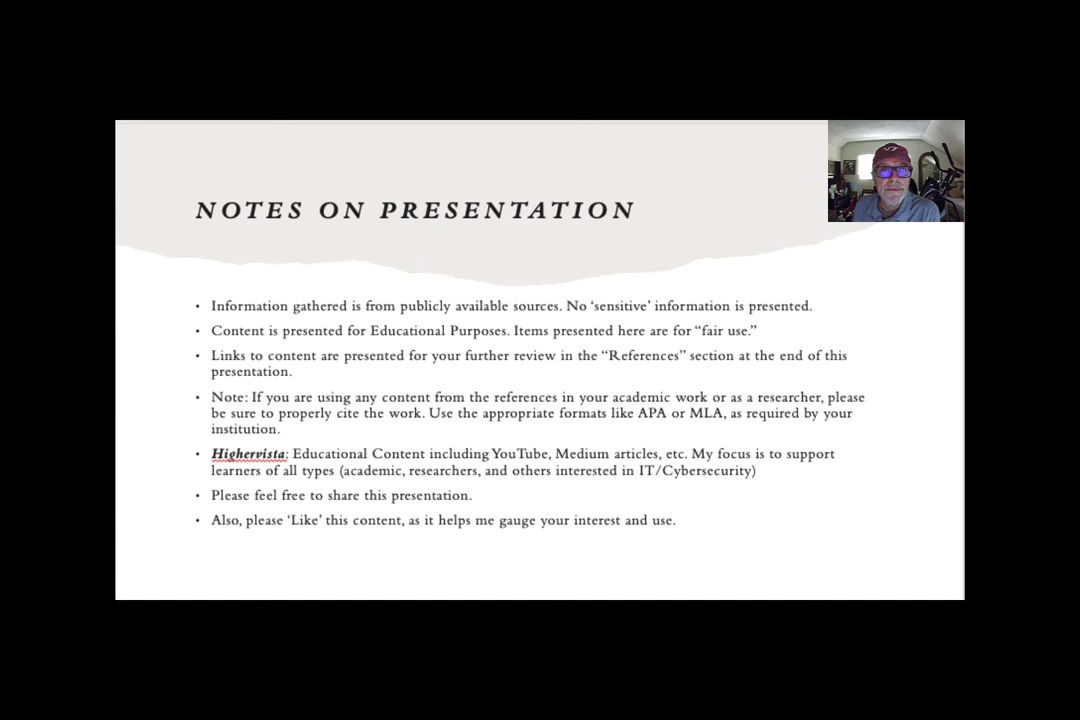 NOTES ON PRESENTATION
VT
• Information gathered is from publicly available sources. No ‘sensitive’ information is presented.
• Content is presented for Educational Purposes. Items presented here are for “fair use.”
• Links to content are presented for your further review in the “References” section at the end of this
presentation.
• Note: If you are using any content from the references in your academic work or as a researcher, please
be sure to properly cite the work. Use the appropriate formats like APA or MLA, as required by your
institution.
• Highervista: Educational Content including YouTube, Medium articles, etc. My focus is to support
learners of all types (academic, researchers, and others interested in IT/Cybersecurity)
• Please feel free to share this presentation.
• Also, please ‘Like’ this content, as it helps me gauge your interest and use.